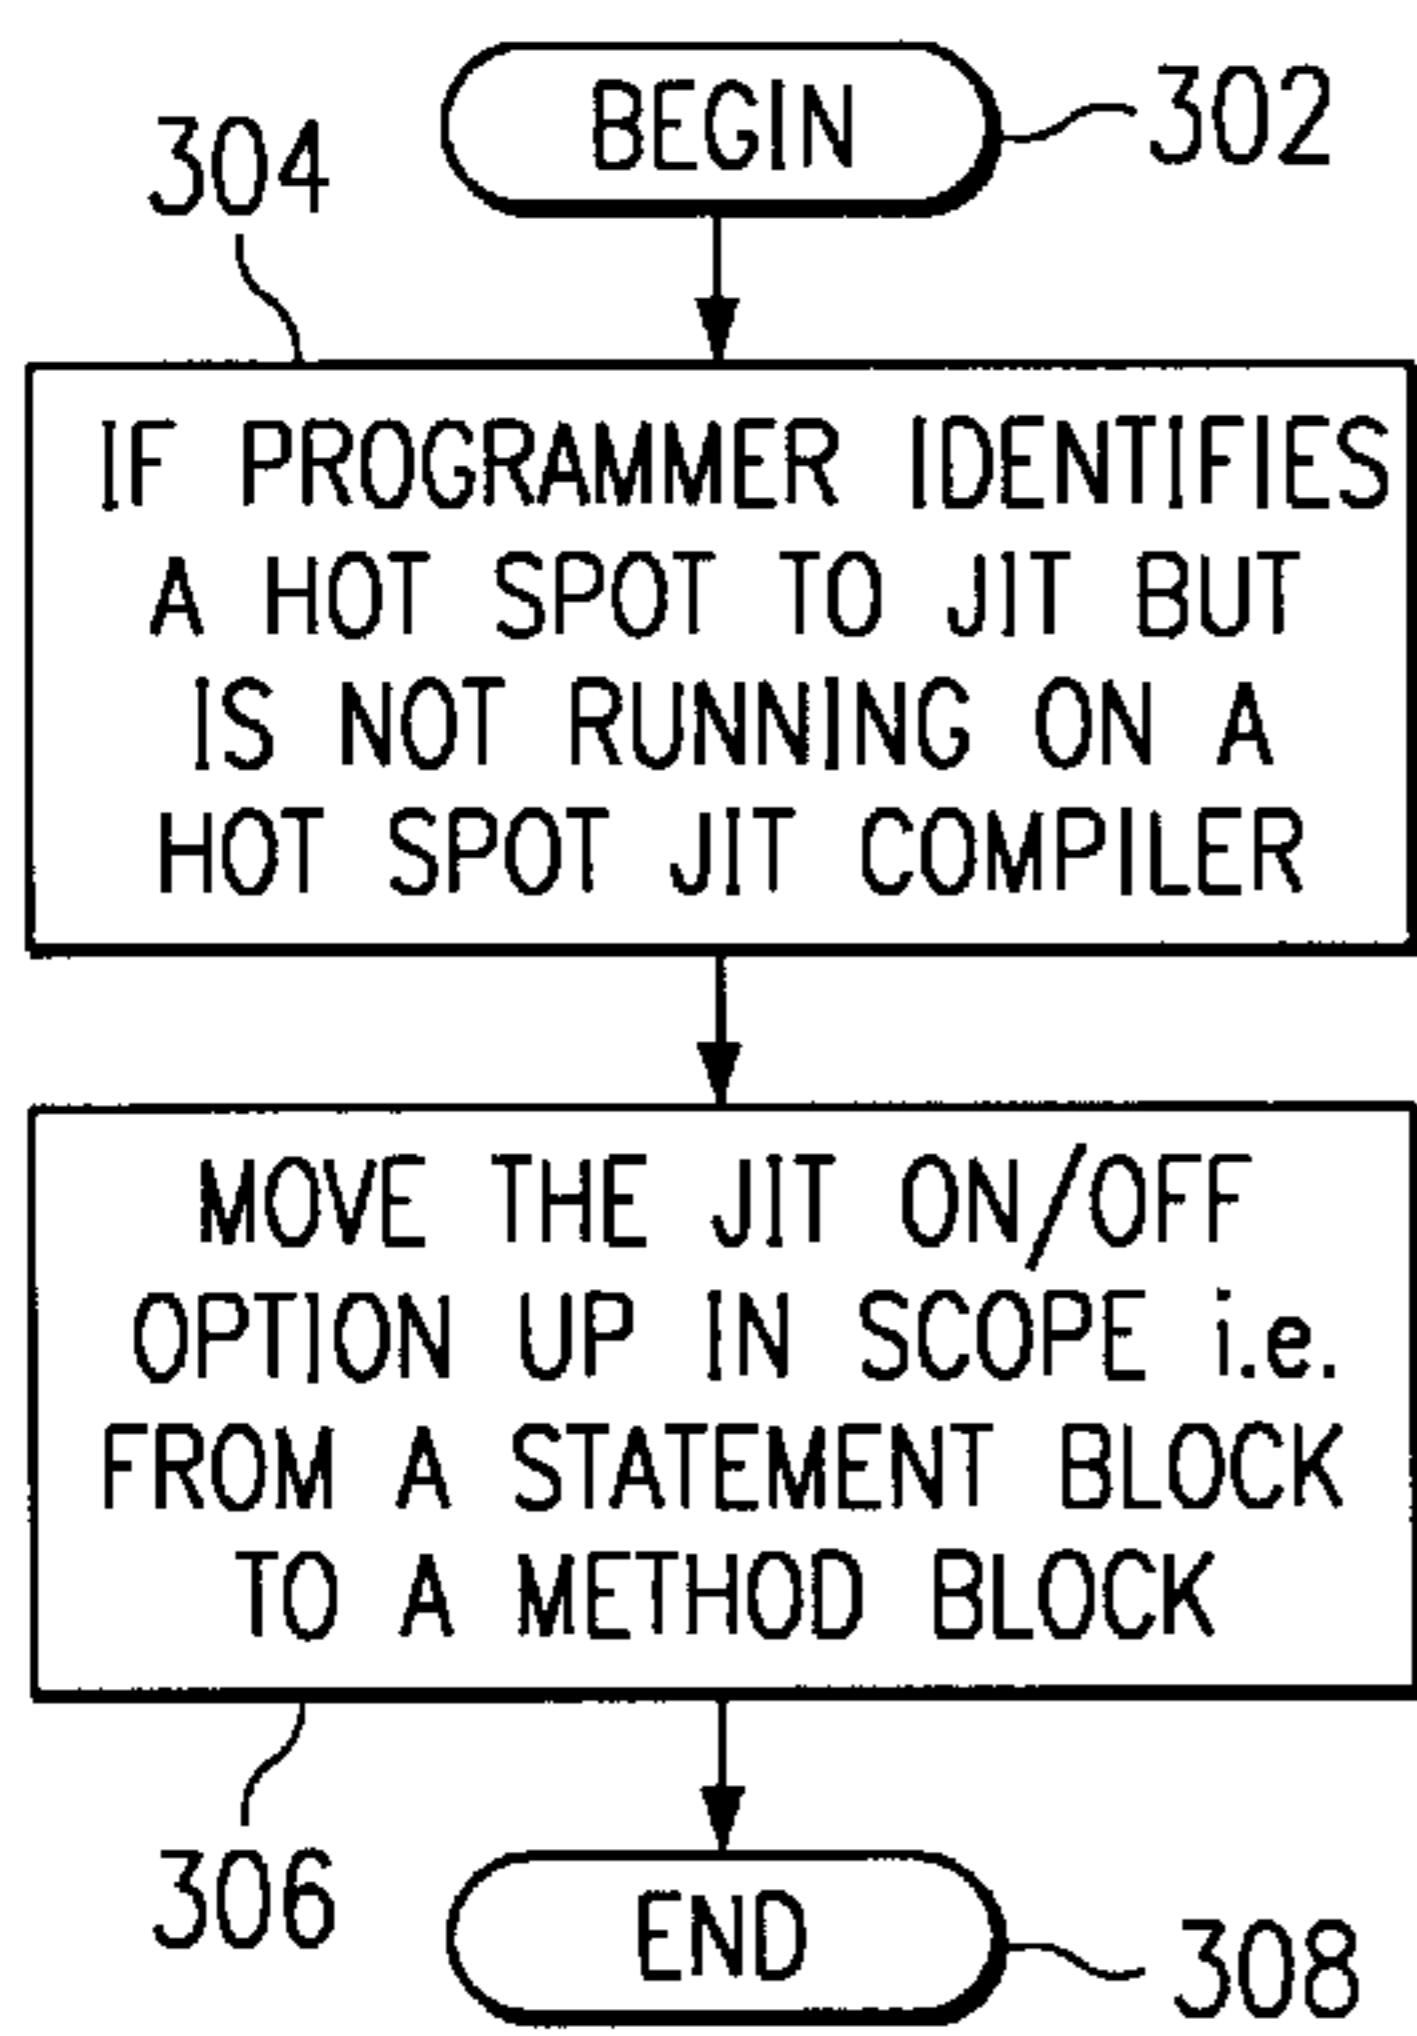 BEGIN
302
304
IF PROGRAMMER IDENTIFIES
A HOT SPOT TO JIT BUT
IS NOT RUNNING ON A
HOT SPOT JIT COMPILER
MOVE THE JIT ON/OFF
OPTION UP IN SCOPE i.e.
FROM A STATEMENT BLOCK
TO A METHOD BLOCK
306
END
308